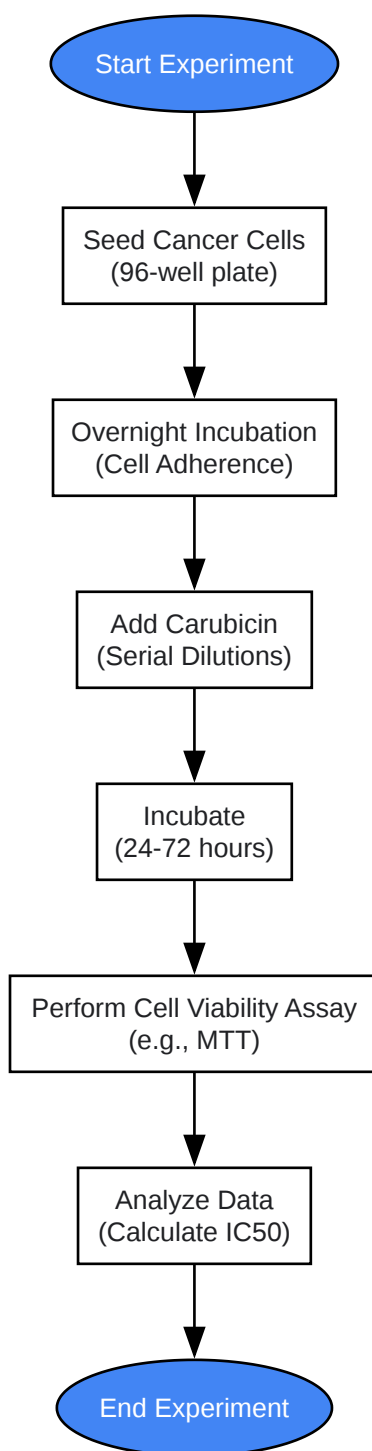 Start Experiment
Seed Cancer Cells
(96-well plate)
Overnight Incubation
(Cell Adherence)
Add Carubicin
(Serial Dilutions)
Incubate
(24-72 hours)
Perform Cell Viability Assay
(e.g., MTT)
Analyze Data
(Calculate IC50)
End Experiment